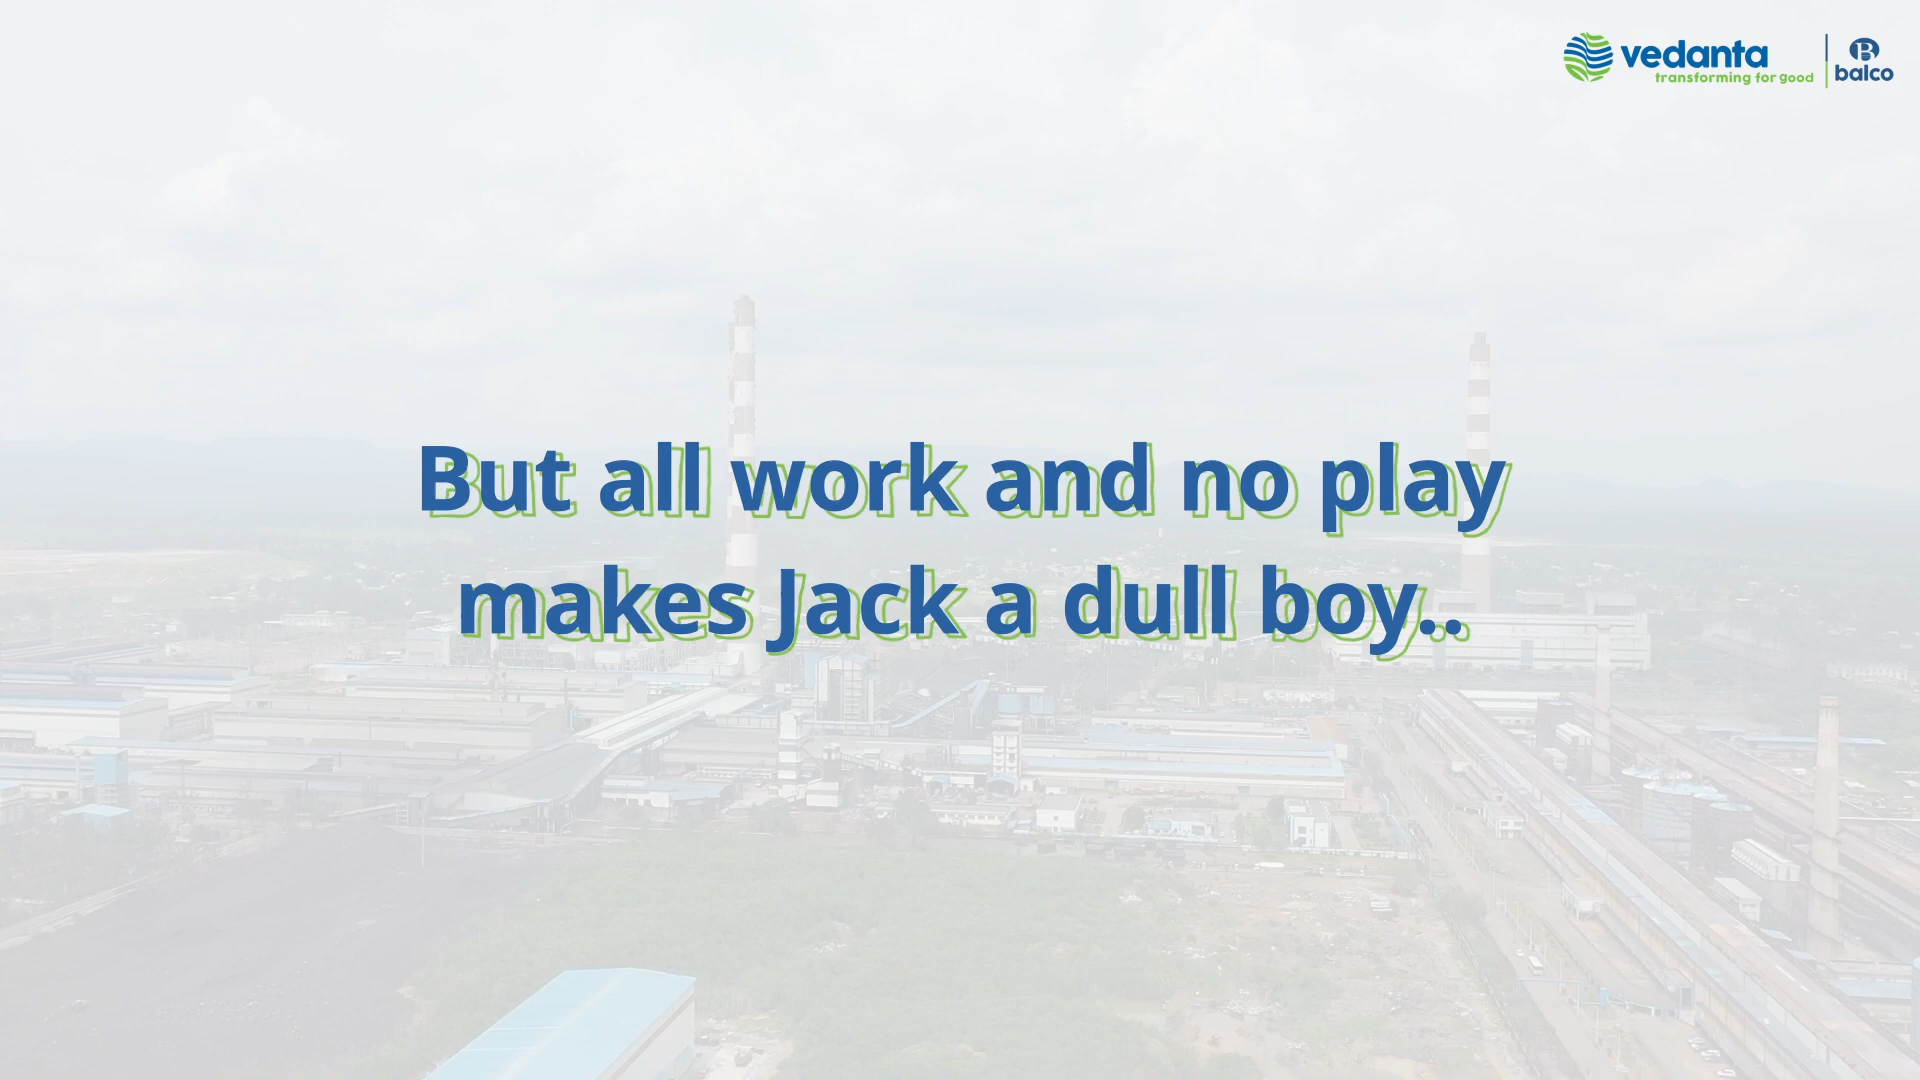 vedanta
transforming for good
B
balco
But all work and no play
makes Jack a dull boy..